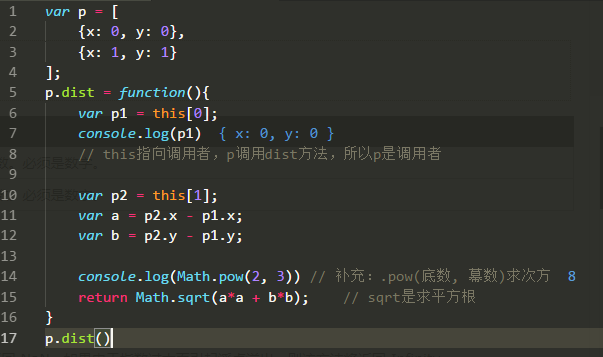 1 var p = [
2 {x: 0, y: 0},
3 {x: 1, y: 1}
4 ];
5 p.dist = function(){
6 var p1 = this[0];
7 console.log(p1) { x: 0, y: 0 }
8 // this指向调用者，p调用dist方法，所以p是调用者
9
10 var p2 = this[1];
11 var a = p2.x - p1.x;
12 var b = p2.y - p1.y;
13
14 console.log(Math.pow(2, 3)) // 补充：.pow(底数, 幂数)求次方 8
15 return Math.sqrt(a*a + b*b); // sqrt是求平方根
16 }
17 p.dist()